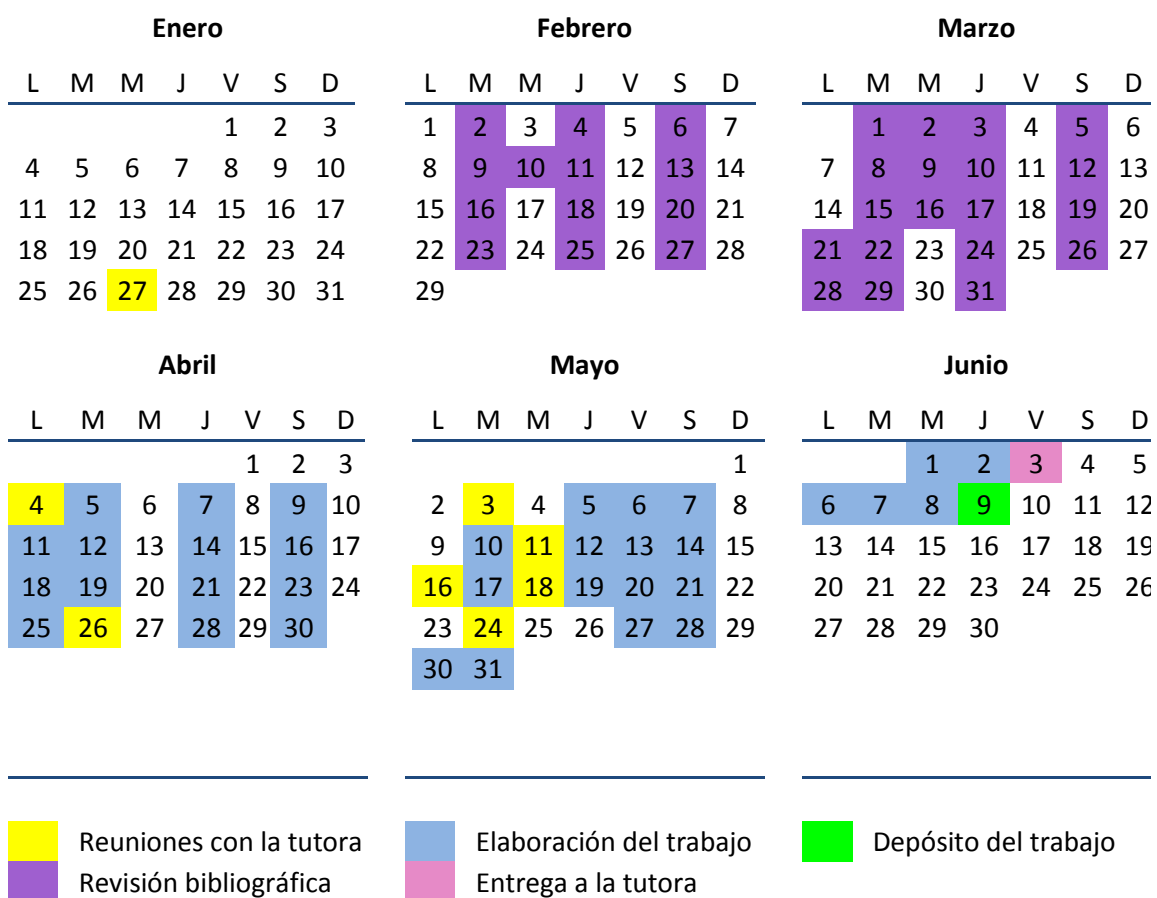 Enero Febrero Marzo
L M M J V S D L M M J V S D L M M J V S D
1 2 3 1 2 3 4 5 6 7 1 2 3 4 5 6
4 5 6 7 8 9 10 8 9 10 11 12 13 14 7 8 9 10 11 12 13
11 12 13 14 15 16 17 15 16 17 18 19 20 21 14 15 16 17 18 19 20
18 19 20 21 22 23 24 22 23 24 25 26 27 28 21 22 23 24 25 26 27
25 26 27 28 29 30 31 29 28 29 30 31
Abril Mayo Junio
L M M J V S D L M M J V S D L M M J V S D
1 2 3 1 1 2 3 4 5
4 5 6 7 8 9 10 2 3 4 5 6 7 8 6 7 8 9 10 11 12
11 12 13 14 15 16 17 9 10 11 12 13 14 15 13 14 15 16 17 18 19
18 19 20 21 22 23 24 16 17 18 19 20 21 22 20 21 22 23 24 25 26
25 26 27 28 29 30 23 24 25 26 27 28 29 27 28 29 30
30 31
Reuniones con la tutora Elaboración del trabajo Depósito del trabajo
Revisión bibliográfica Entrega a la tutora